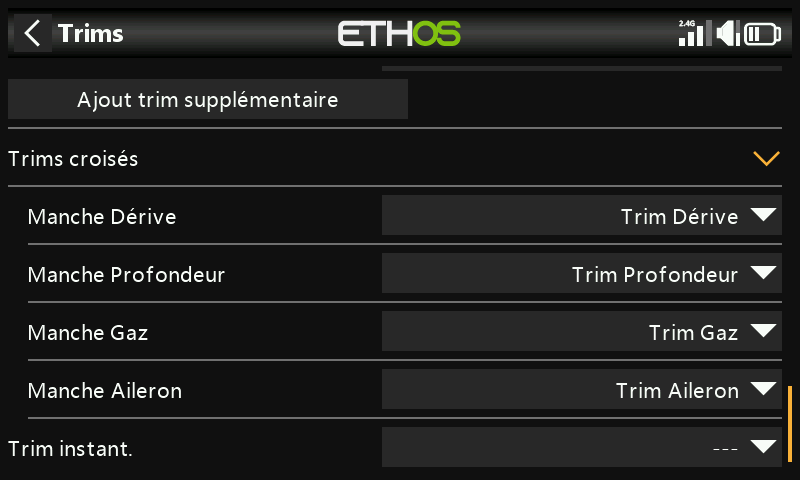 Trims
ETHOS
2.4G
Ajout trim supplémentaire
Trims croisés
Manche Dérive Trim Dérive
Manche Profondeur Trim Profondeur
Manche Gaz Trim Gaz
Manche Aileron Trim Aileron
Trim instant. ---